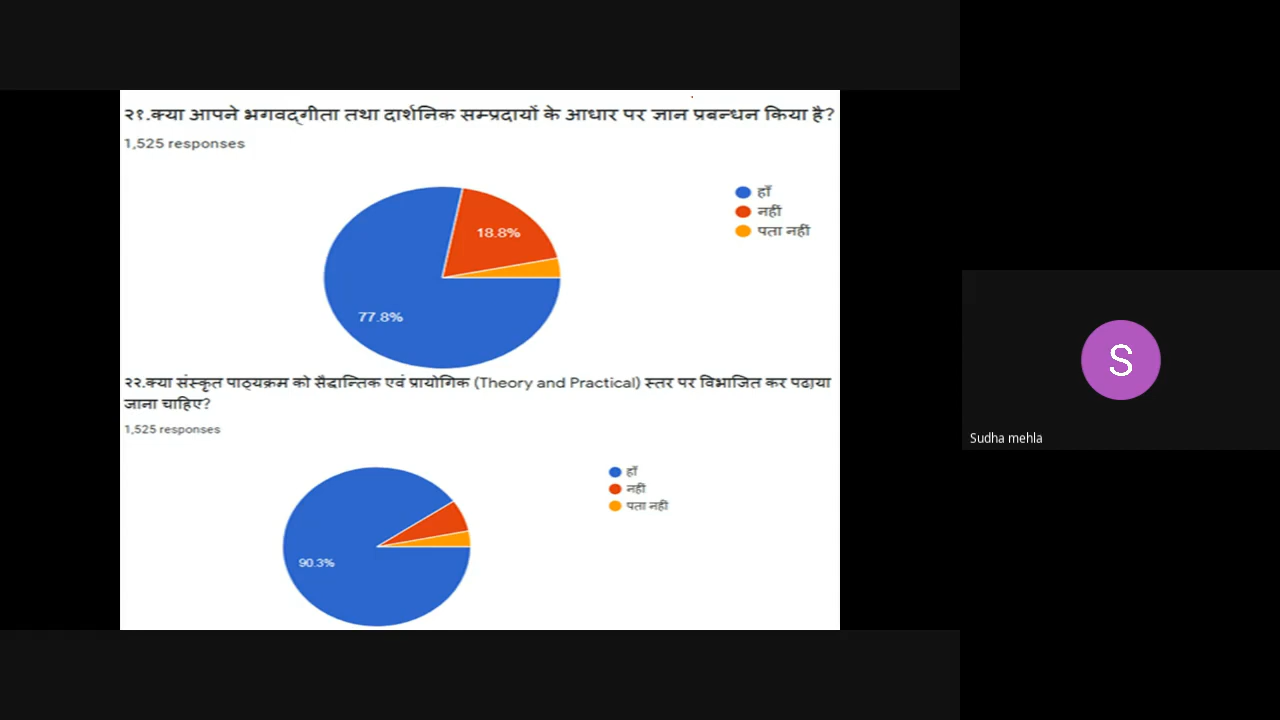 २१.क्या आपने भगवद्गीता तथा दार्शनिक सम्प्रदायों के आधार पर ज्ञान प्रबन्धन किया है?
1,525 responses
हाँ
नहीं
पता नहीं
18.8%
77.8%
२२.क्या संस्कृत पाठ्यक्रम को सैद्धान्तिक एवं प्रायोगिक (Theory and Practical) स्तर पर विभाजित कर पढा़या
जाना चाहिए?
1,525 responses
हाँ
नहीं
पता नहीं
90.3%
S
Sudha mehla